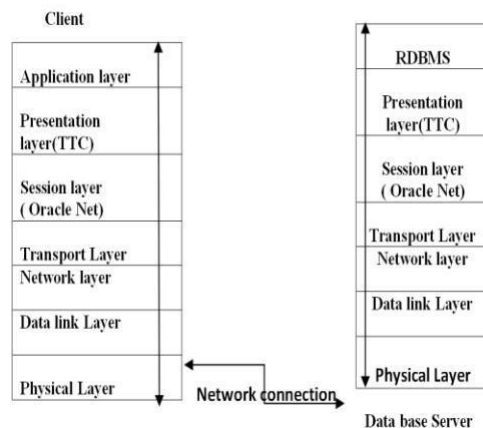 Client
Application layer
Presentation
layer(TTC)
Session layer
( Oracle Net)
Transport Layer
Network layer
Data link Layer
Physical Layer
Network connection
RDBMS
Presentation
layer(TTC)
Session layer
( Oracle Net)
Transport Layer
Network layer
Data link Layer
Physical Layer
Data base Server